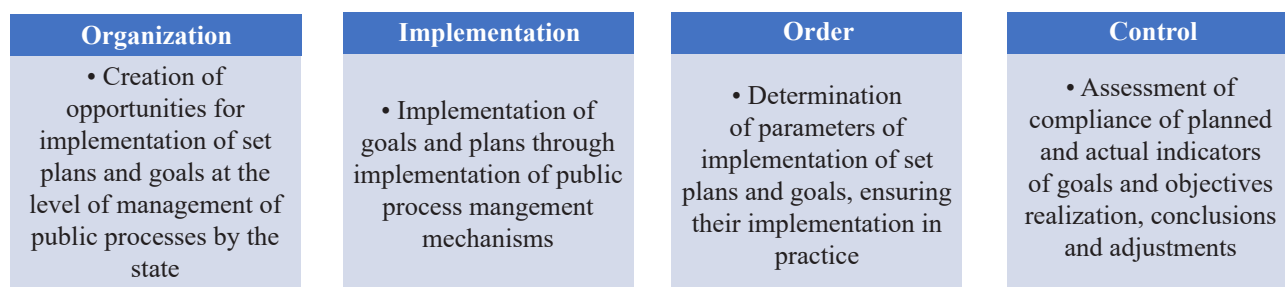 Organization
• Creation of
opportunities for
implementation of set
plans and goals at the
level of management of
public processes by the
state
Implementation
• Implementation of
goals and plans through
implementation of public
process mangement
mechanisms
Order
• Determination
of parameters of
implementation of set
plans and goals, ensuring
their implementation in
practice
Control
• Assessment of
compliance of planned
and actual indicators
of goals and objectives
realization, conclusions
and adjustments